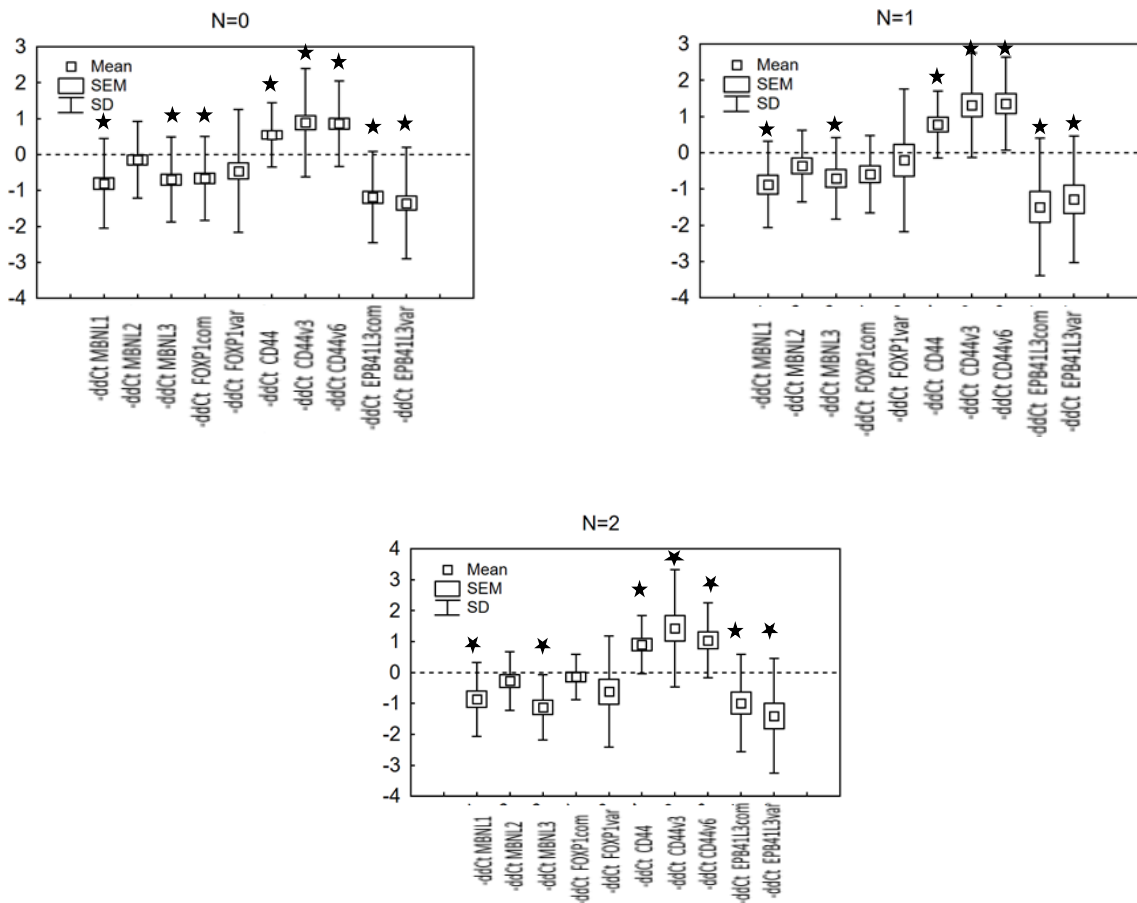 N=0
3
2
1
0
-1
-2
-3
-4
Mean
SEM
SD
-ddCt MBNL1
-ddCt MBNL2
-ddCt MBNL3
-ddCt FOXP1com
-ddCt FOXP1var
-ddCt CD44
-ddCt CD44v3
-ddCt CD44v6
-ddCt EPB41L3com
-ddCt EPB41L3var
N=1
3
2
1
0
-1
-2
-3
-4
Mean
SEM
SD
-ddCt MBNL1
-ddCt MBNL2
-ddCt MBNL3
-ddCt FOXP1com
-ddCt FOXP1var
-ddCt CD44
-ddCt CD44v3
-ddCt CD44v6
-ddCt EPB41L3com
-ddCt EPB41L3var
N=2
4
3
2
1
0
-1
-2
-3
-4
Mean
SEM
SD
-ddCt MBNL1
-ddCt MBNL2
-ddCt MBNL3
-ddCt FOXP1com
-ddCt FOXP1var
-ddCt CD44
-ddCt CD44v3
-ddCt CD44v6
-ddCt EPB41L3com
-ddCt EPB41L3var